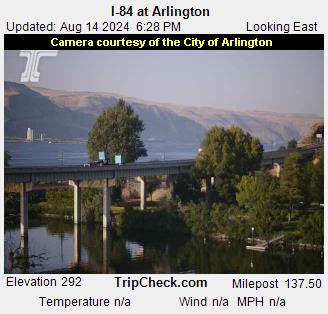 I-84 at Arlington
Updated: Aug 14 2024 6:28 PM Looking East
Camera courtesy of the City of Arlington
Elevation 292 TripCheck.com Milepost 137.50
Temperature n/a Wind n/a MPH n/a